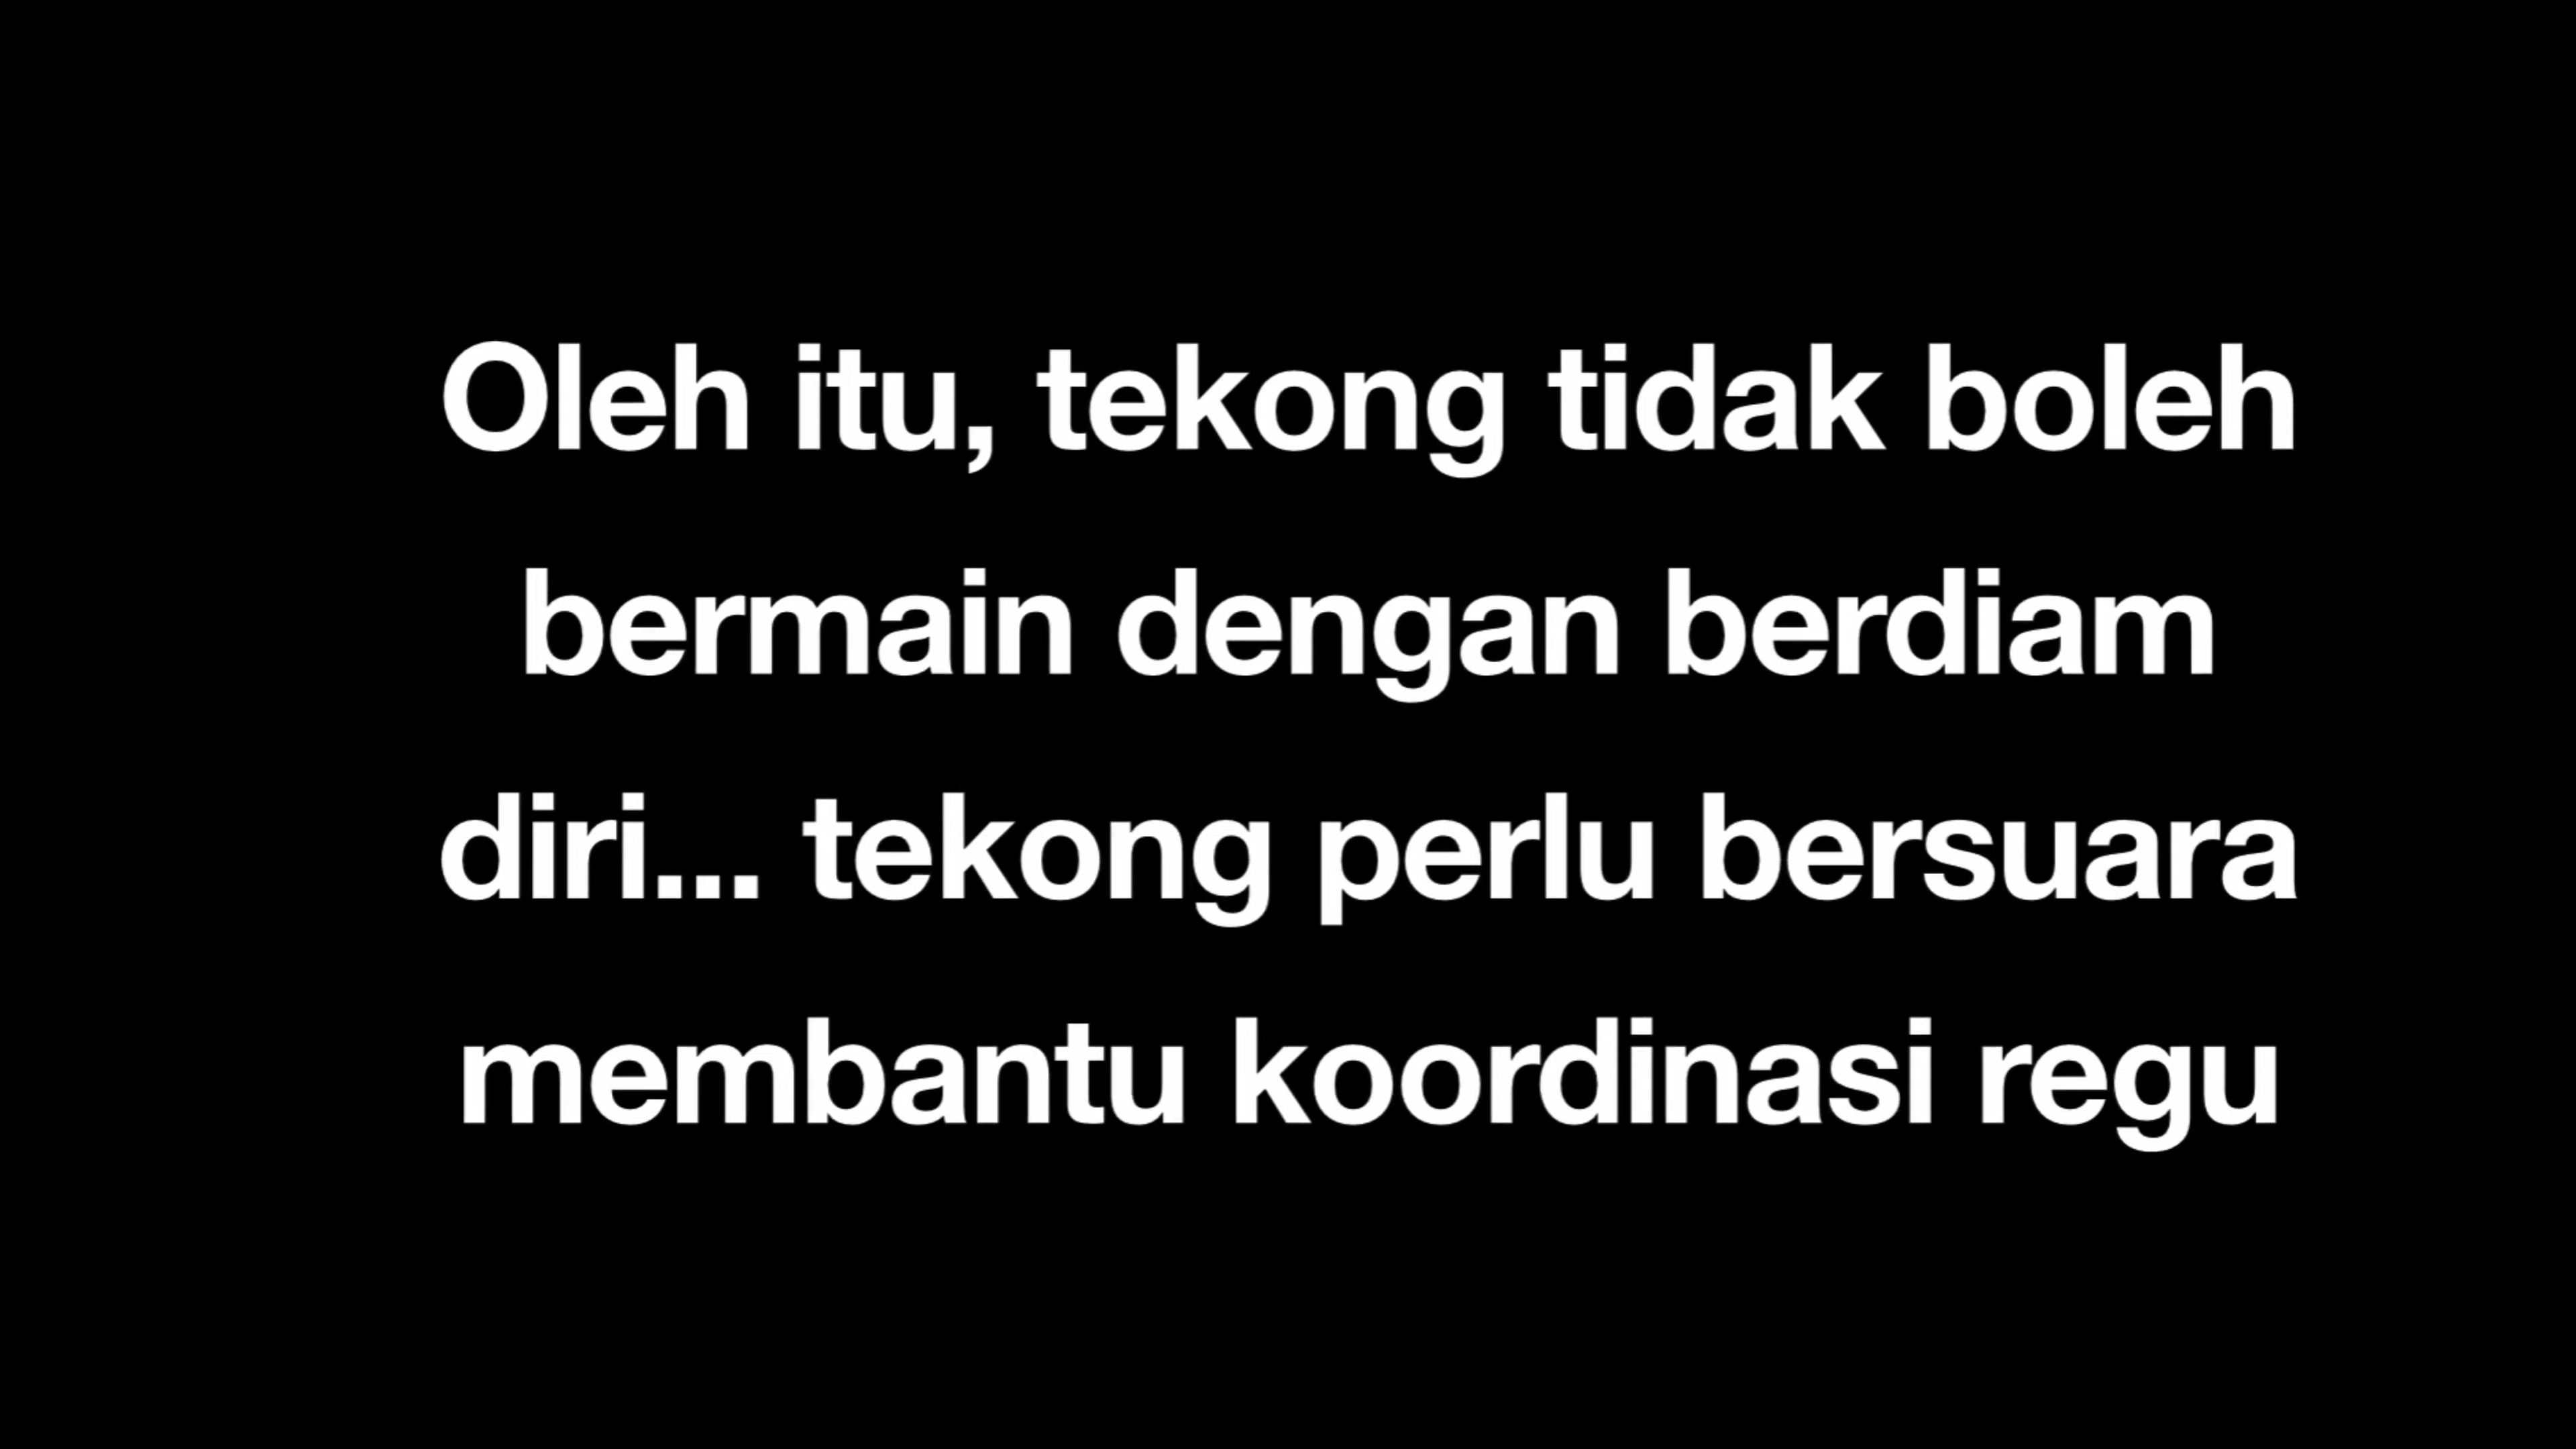 Oleh itu, tekong tidak boleh
bermain dengan berdiam
diri... tekong perlu bersuara
membantu koordinasi regu